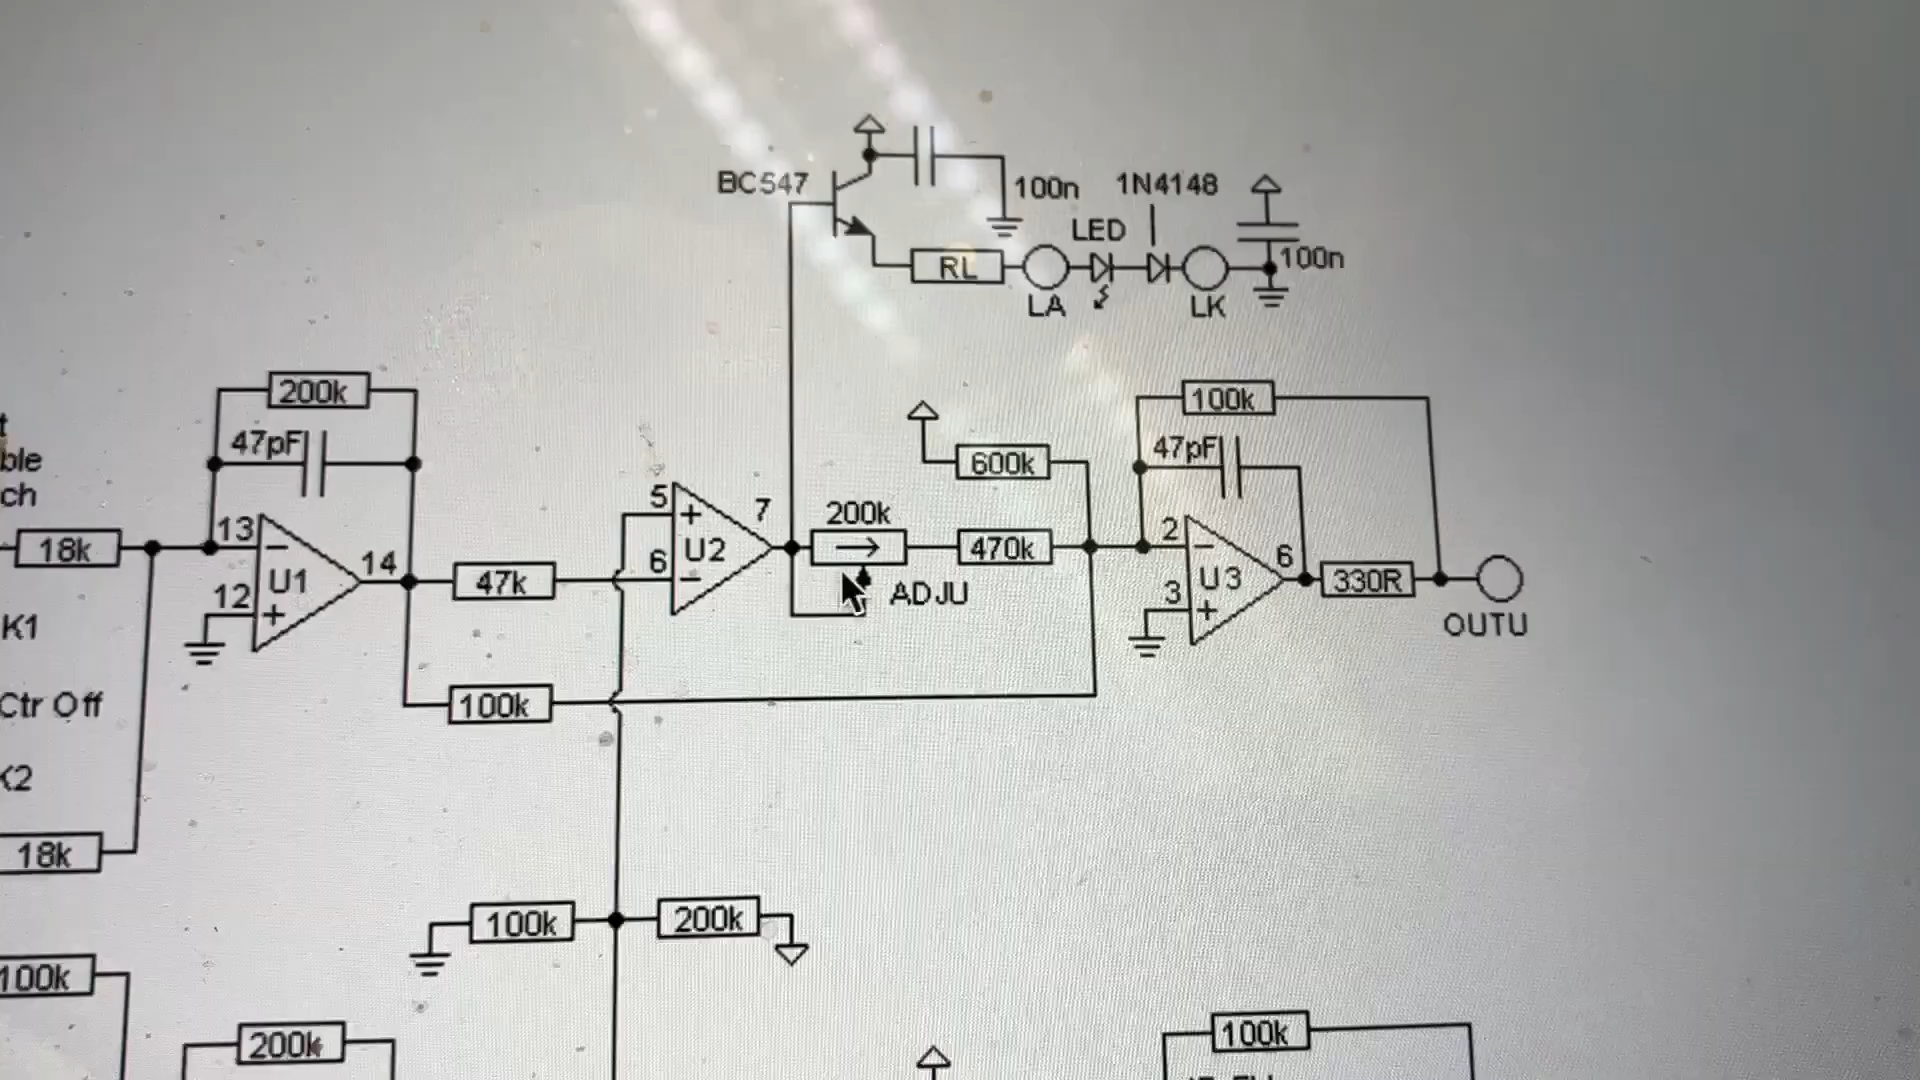 BC547
100n
1N4148
LED
100n
RL
LA
LK
200k
47pF
t
ble
ch
18k
13
12
U1
14
47k
100k
5
6
7
U2
200k
ADJU
600k
470k
100k
47pF
2
3
6
U3
330R
OUTU
K1
Ctr Off
K2
18k
100k
200k
100k
200k
100k